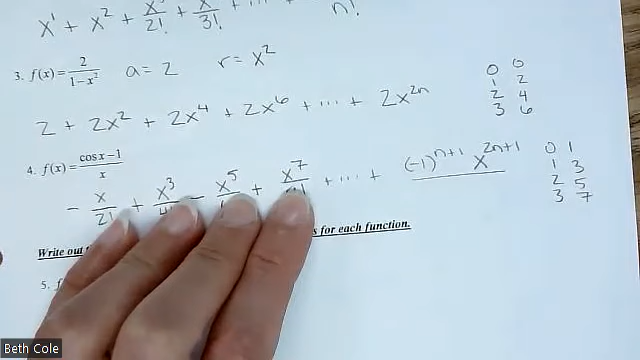 x¹ + x² + x³/2! + x/3! + ... n!
3. f(x) = 2/(1-x²) a = 2 r = x²
2 + 2x² + 2x⁴ + 2x⁶ + ... + 2x²ⁿ
0 0
1 2
2 4
3 6
4. f(x) = (cos x - 1)/x
- x/2! + x³/4! - x⁵/ + x⁷/ ! + ... + (-1)ⁿ⁺¹ x²ⁿ⁺¹
0 1
1 3
2 5
3 7
Write out for each function.
5. f
Beth Cole